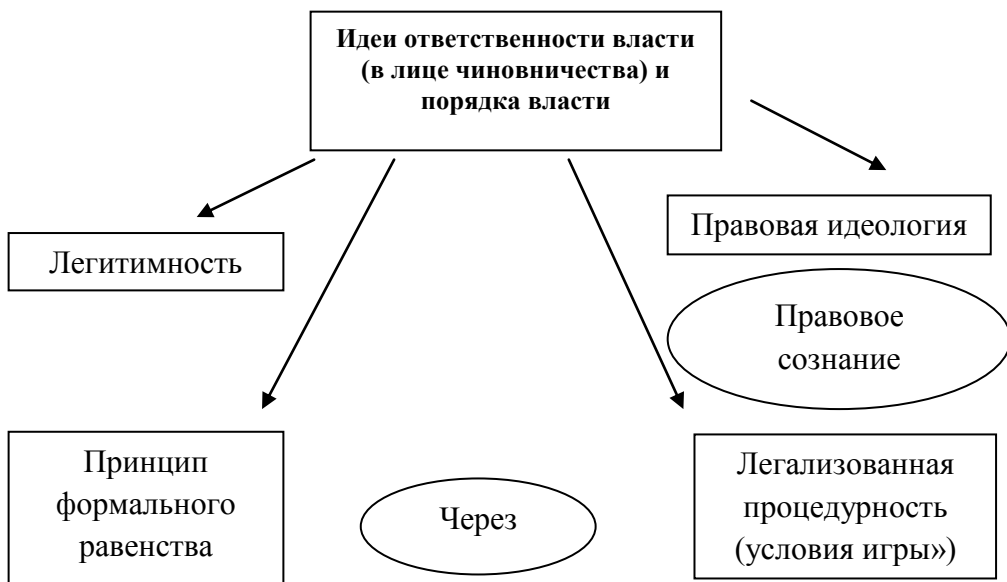 Идеи ответственности власти
(в лице чиновничества) и
порядка власти
Правовая идеология
Легитимность
Правовое
сознание
Принцип
формального
равенства
Через
Легализованная
процедурность
(условия игры»)